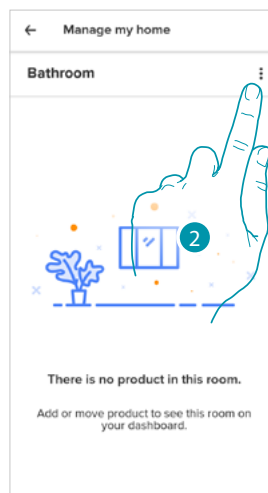 Manage my home
Bathroom
2
There is no product in this room.
Add or move product to see this room on
your dashboard.